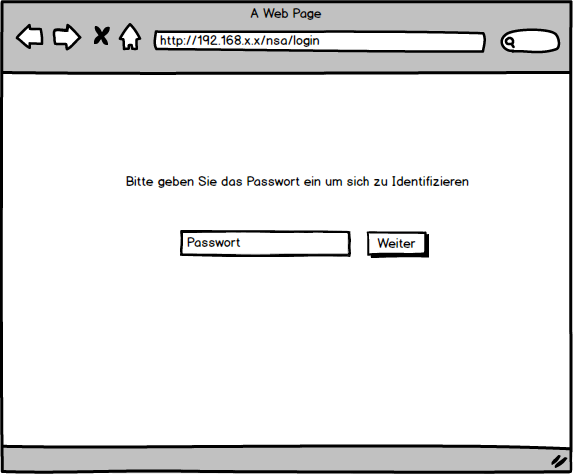 A Web Page
http://192.168.x.x/nsa/login
Bitte geben Sie das Passwort ein um sich zu Identifizieren
Passwort
Weiter